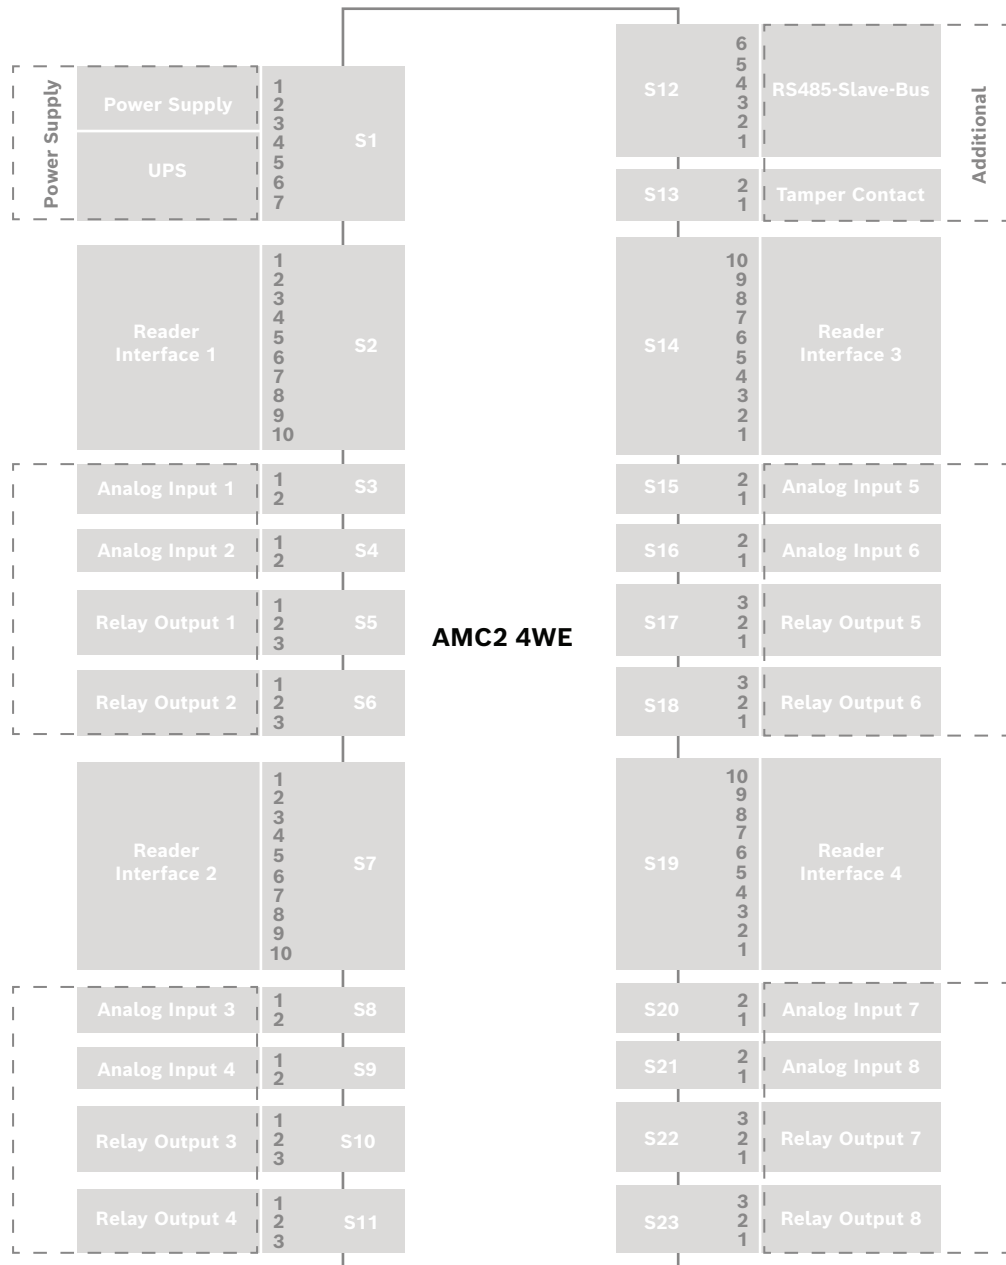 Power Supply
Power Supply
UPS
1
2
3
4
5
6
7
S1
Reader
Interface 1
1
2
3
4
5
6
7
8
9
10
S2
Analog Input 1
1
2
S3
Analog Input 2
1
2
S4
Relay Output 1
1
2
3
S5
Relay Output 2
1
2
3
S6
Reader
Interface 2
1
2
3
4
5
6
7
8
9
10
S7
Analog Input 3
1
2
S8
Analog Input 4
1
2
S9
Relay Output 3
1
2
3
S10
Relay Output 4
1
2
3
S11
AMC2 4WE
S12
6
5
4
3
2
1
RS485-Slave-Bus
Additional
S13
2
1
Tamper Contact
S14
10
9
8
7
6
5
4
3
2
1
Reader
Interface 3
S15
2
1
Analog Input 5
S16
2
1
Analog Input 6
S17
3
2
1
Relay Output 5
S18
3
2
1
Relay Output 6
S19
10
9
8
7
6
5
4
3
2
1
Reader
Interface 4
S20
2
1
Analog Input 7
S21
2
1
Analog Input 8
S22
3
2
1
Relay Output 7
S23
3
2
1
Relay Output 8